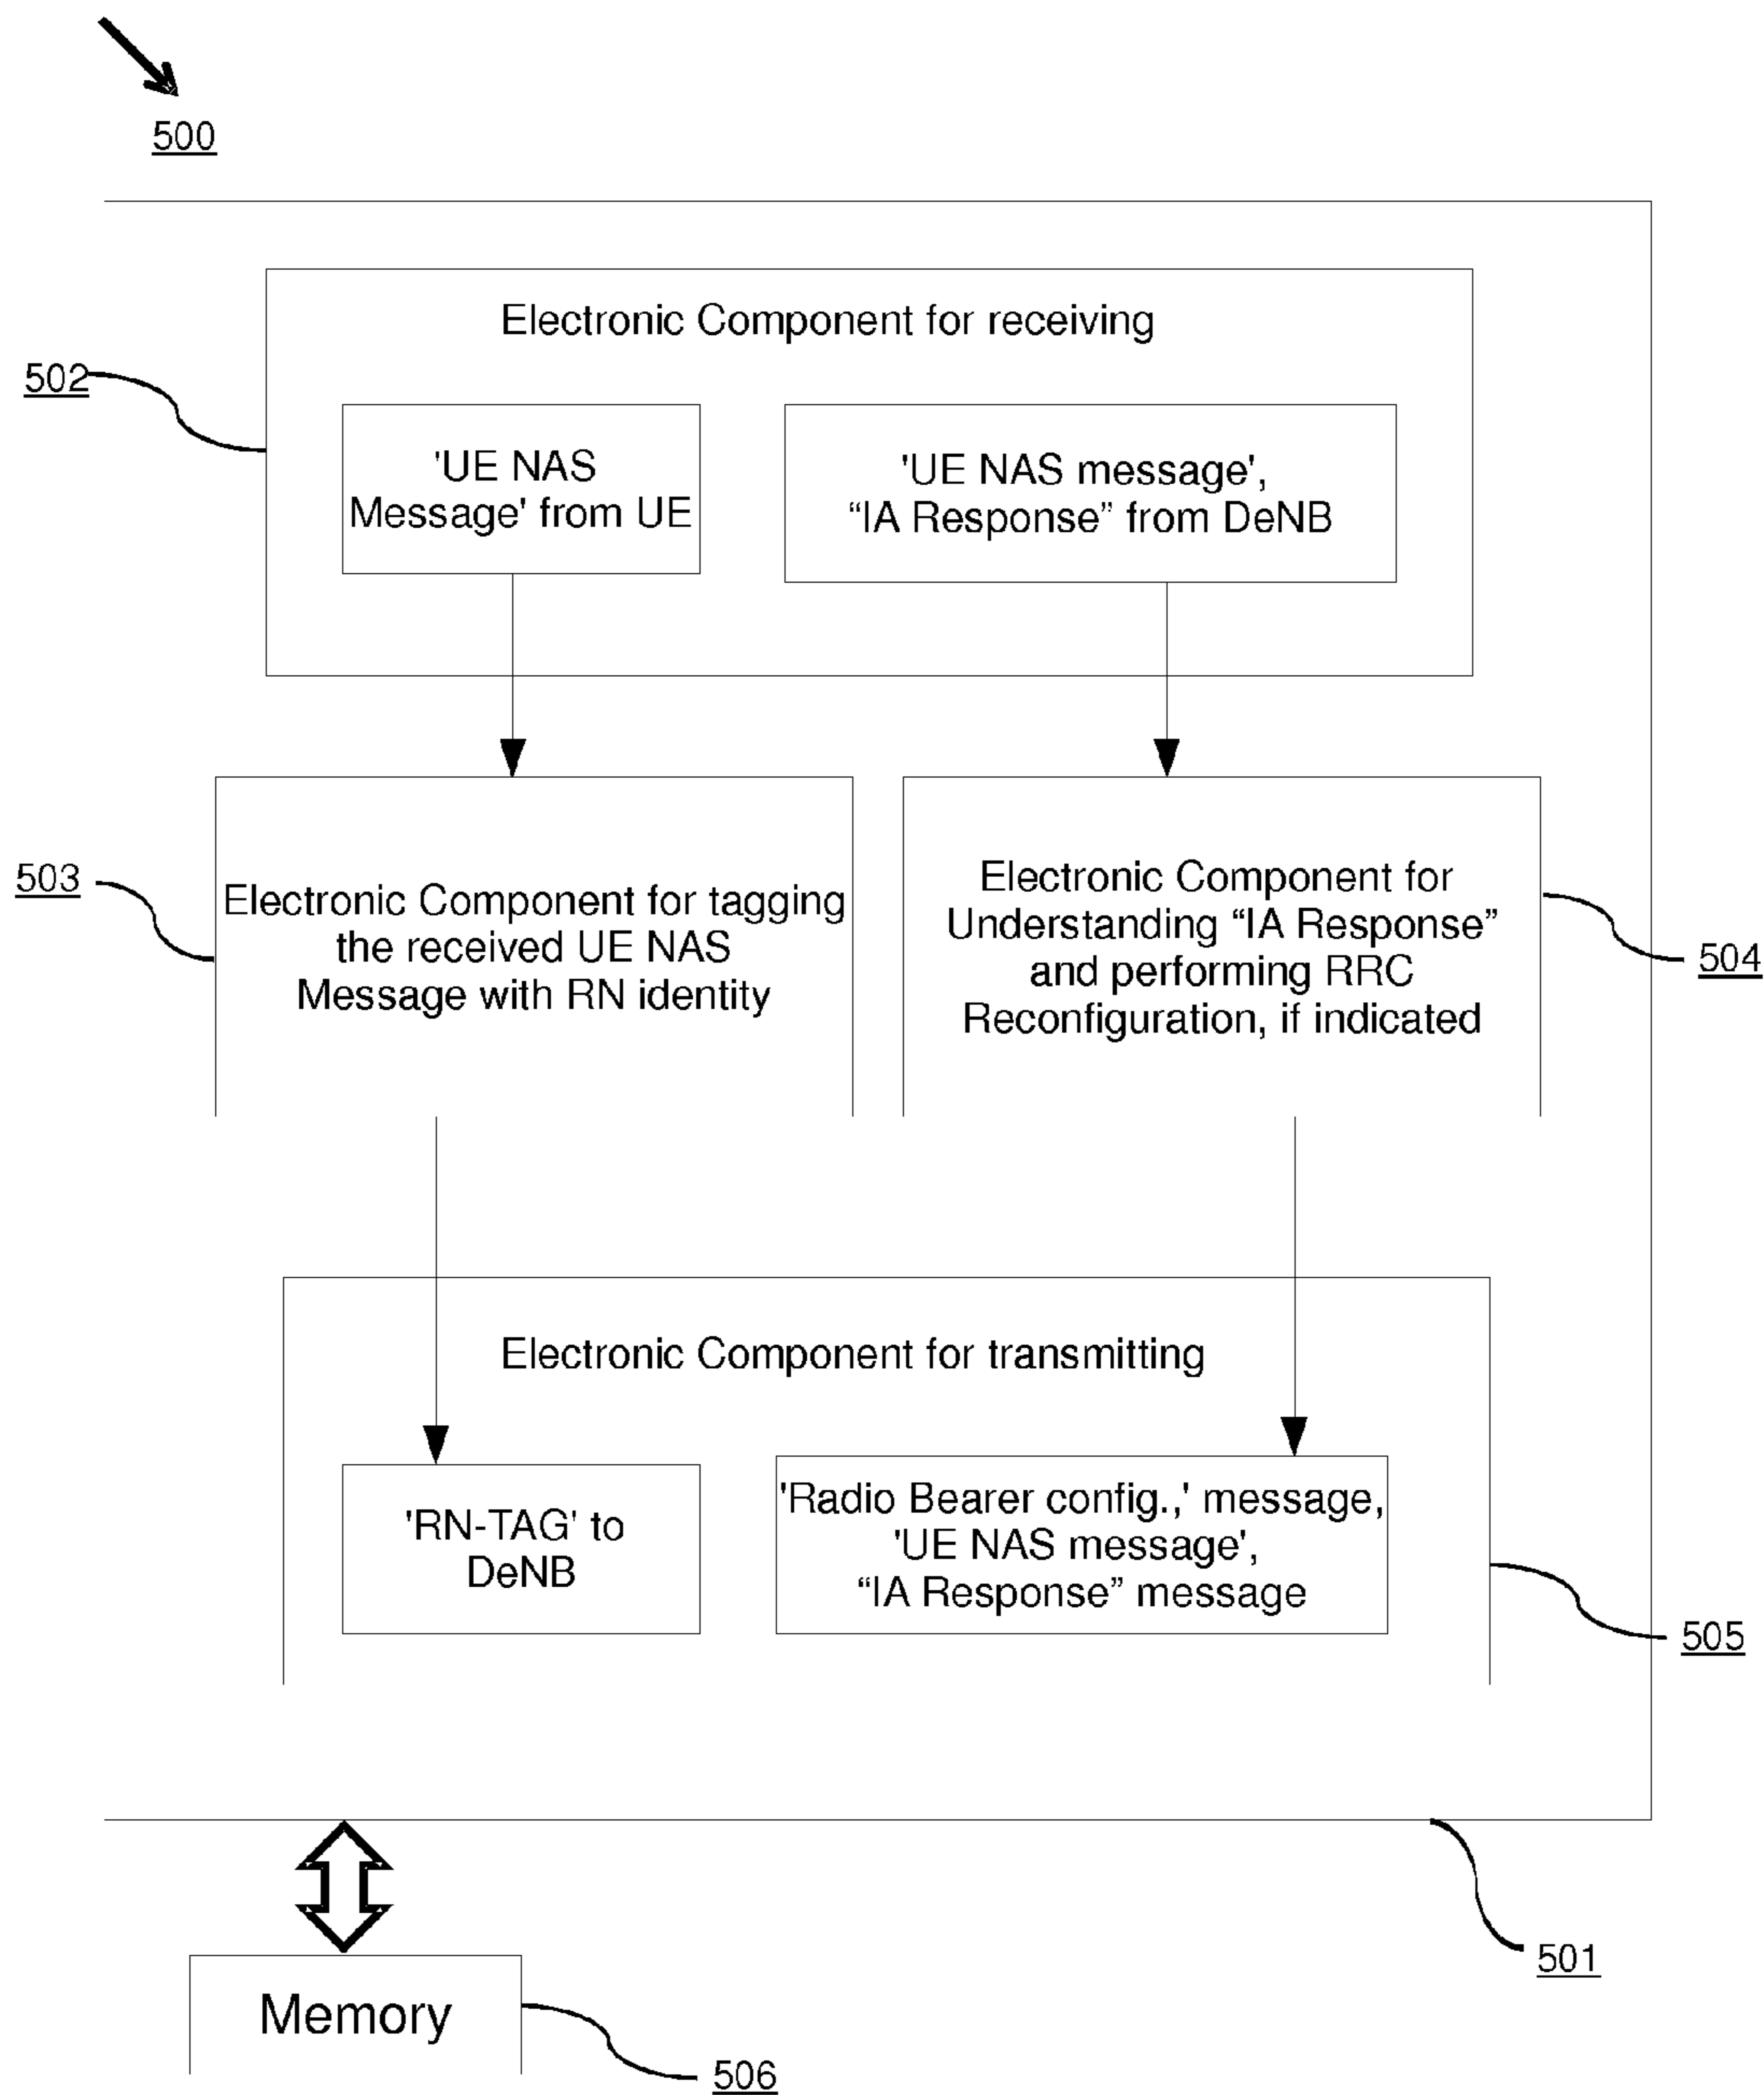 500
Electronic Component for receiving
502
'UE NAS
Message' from UE
'UE NAS message',
“IA Response” from DeNB
503
Electronic Component for tagging
the received UE NAS
Message with RN identity
Electronic Component for
Understanding “IA Response”
and performing RRC
Reconfiguration, if indicated
504
Electronic Component for transmitting
'RN-TAG' to
DeNB
'Radio Bearer config.,' message,
'UE NAS message',
“IA Response” message
505
501
Memory
506